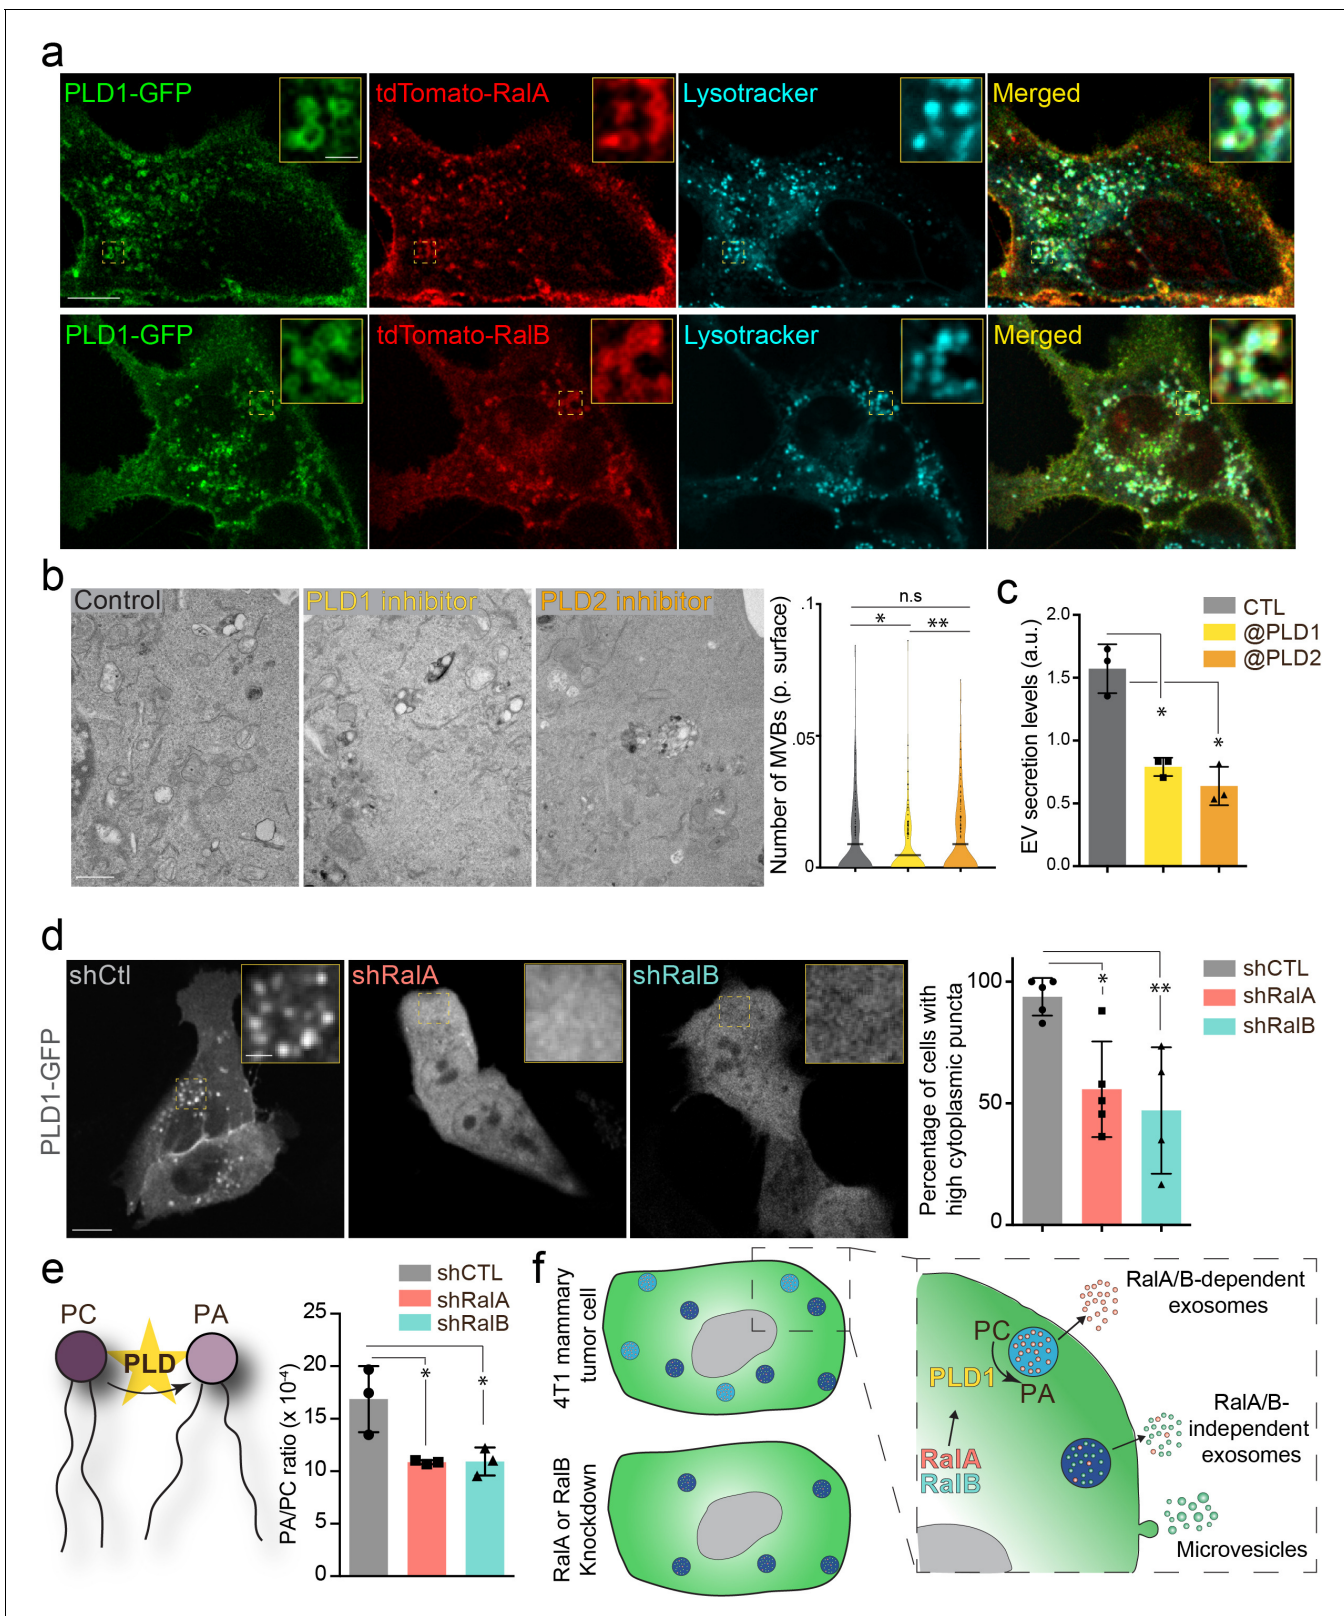 a
PLD1-GFP
tdTomato-RalA
Lysotracker
Merged
PLD1-GFP
tdTomato-RalB
Lysotracker
Merged
b
Control
PLD1 inhibitor
PLD2 inhibitor
Number of MVBs (p. surface)
.1
.05
0
n.s
*
**
c
CTL
@PLD1
@PLD2
EV secretion levels (a.u.)
2.0
1.5
1.0
0.5
0.0
*
*
d
PLD1-GFP
shCtl
shRalA
shRalB
Percentage of cells with
high cytoplasmic puncta
100
50
0
*
**
shCTL
shRalA
shRalB
e
PC
PA
PLD
shCTL
shRalA
shRalB
PA/PC ratio (x 10⁻⁴)
25
20
15
10
5
0
*
*
f
4T1 mammary
tumor cell
RalA or RalB
Knockdown
RalA/B-dependent
exosomes
PC
PLD1
PA
RalA
RalB
RalA/B-
independent
exosomes
Microvesicles